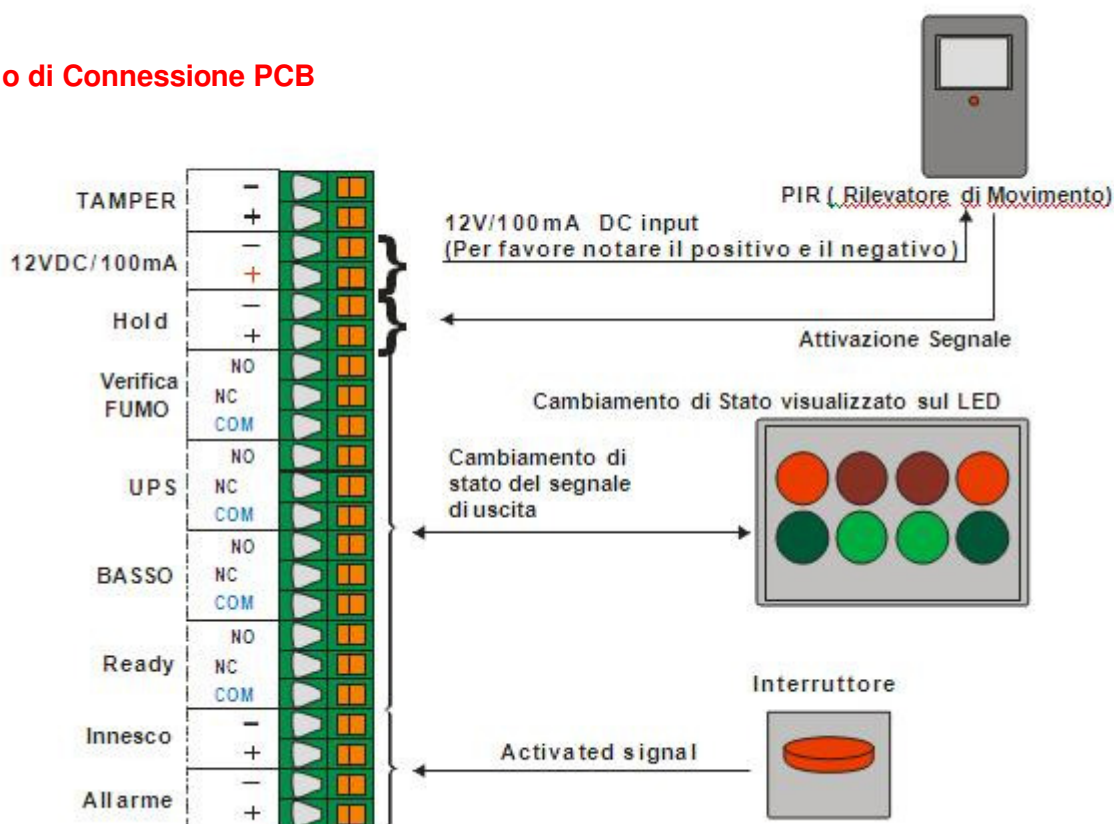 o di Connessione PCB
PIR ( Rilevatore di Movimento)
TAMPER
-
+
12V/100mA DC input
(Per favore notare il positivo e il negativo)
12VDC/100mA
-
+
Hold
-
+
Attivazione Segnale
Verifica
FUMO
NO
NC
COM
Cambiamento di Stato visualizzato sul LED
UPS
NO
NC
COM
Cambiamento di
stato del segnale
di uscita
BASSO
NO
NC
COM
Ready
NO
NC
COM
Interruttore
Innesco
-
+
Activated signal
Allarme
-
+